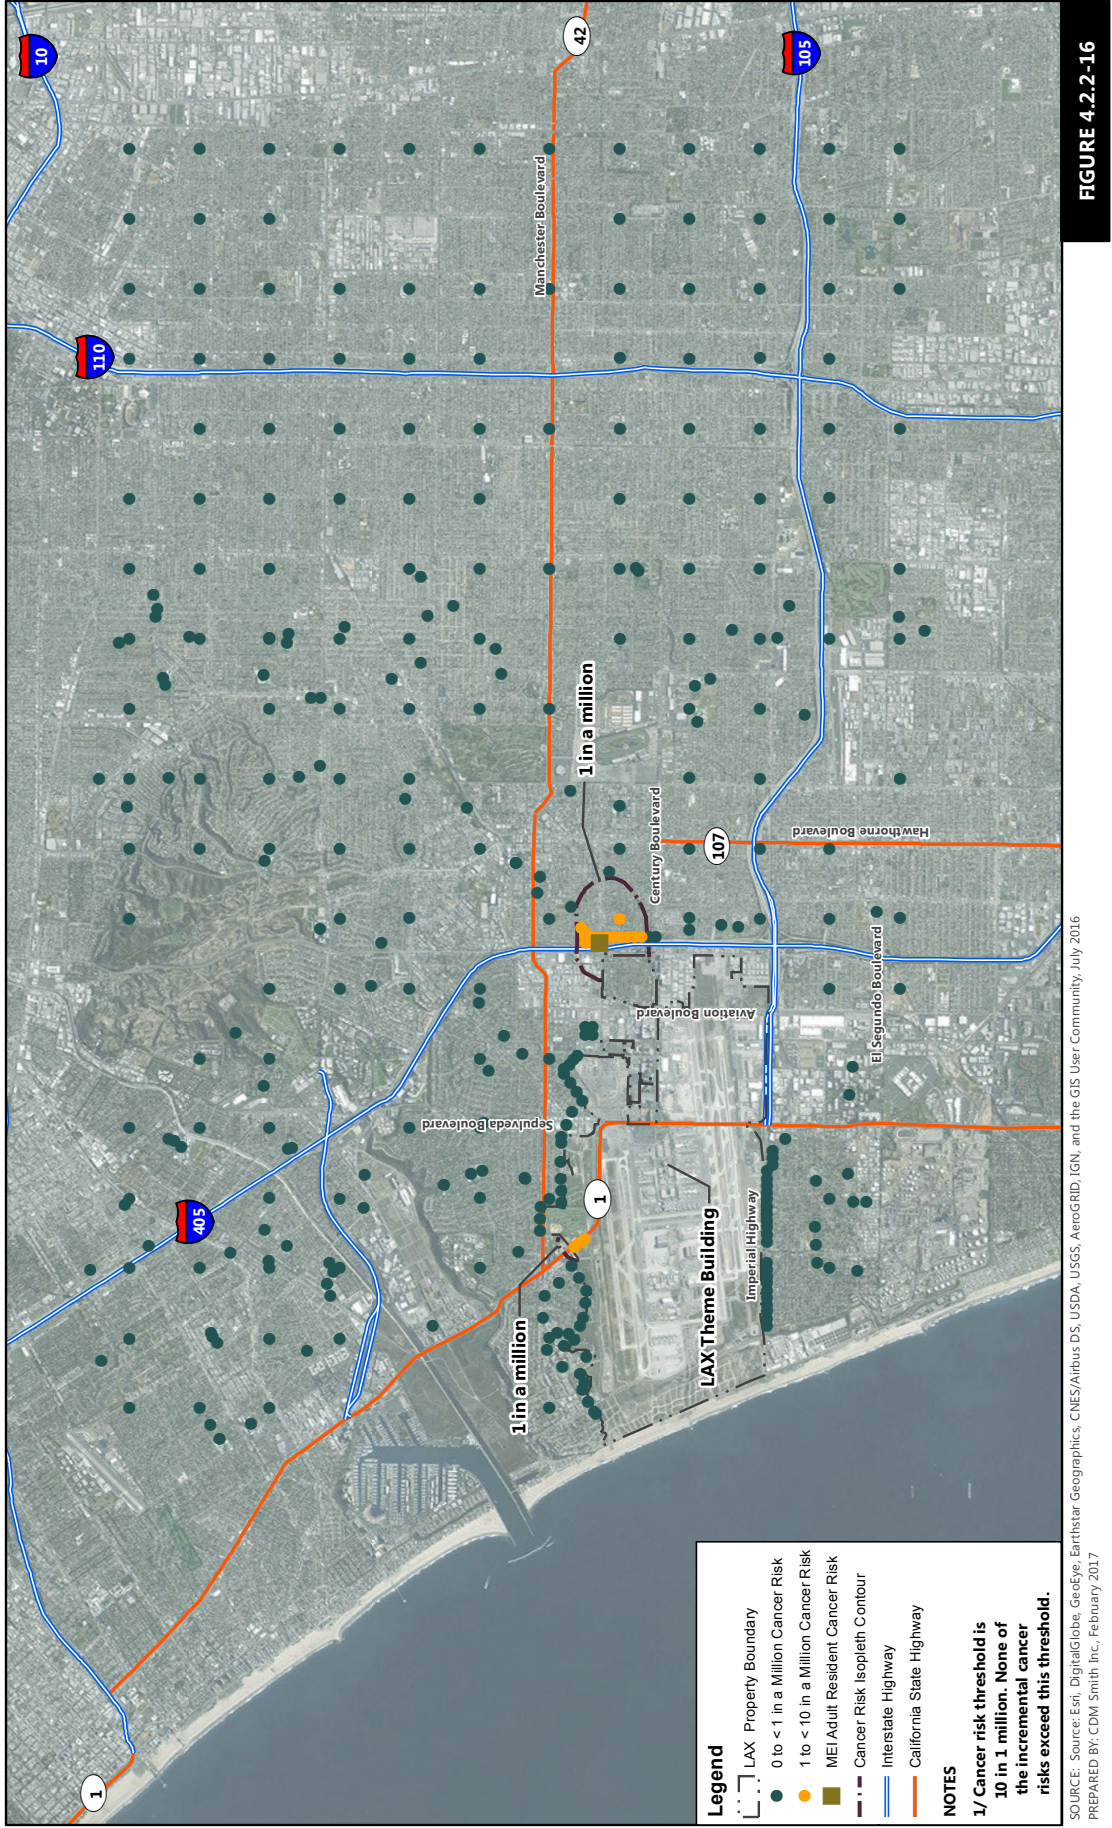 1
10
42
105
110
405
107
1
Manchester Boulevard
1 in a million
Century Boulevard
Hawthorne Boulevard
Aviation Boulevard
El Segundo Boulevard
Sepulveda Boulevard
Imperial Highway
LAX Theme Building
1 in a million
Legend
LAX Property Boundary
0 to < 1 in a Million Cancer Risk
1 to < 10 in a Million Cancer Risk
MEI Adult Resident Cancer Risk
Cancer Risk Isopleth Contour
Interstate Highway
California State Highway
NOTES
1/ Cancer risk threshold is
10 in 1 million. None of
the incremental cancer
risks exceed this threshold.
SOURCE: Source: Esri, DigitalGlobe, GeoEye, Earthstar Geographics, CNES/Airbus DS, USDA, USGS, AeroGRID, IGN, and the GIS User Community, July 2016
PREPARED BY: CDM Smith Inc., February 2017
FIGURE 4.2.2-16